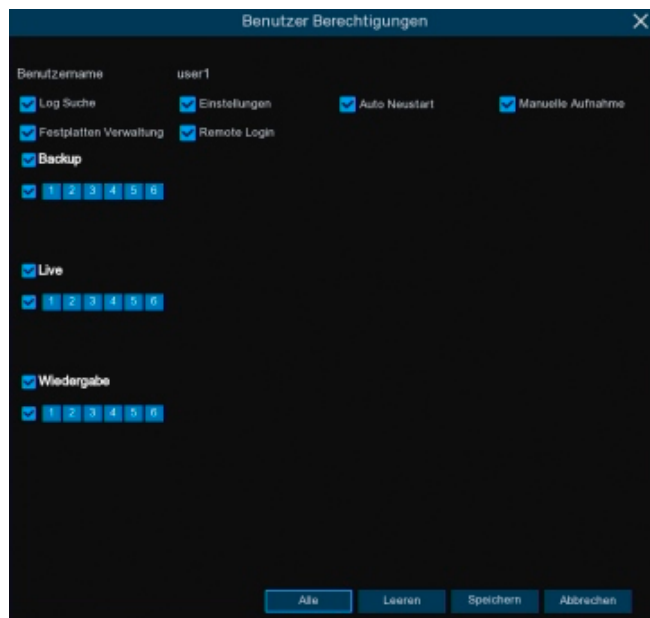 Benutzer Berechtigungen
Benutzername user1
Log Suche Einstellungen Auto Neustart Manuelle Aufnahme
Festplatten Verwaltung Remote Login
Backup
1 2 3 4 5 6
Live
1 2 3 4 5 6
Wiedergabe
1 2 3 4 5 6
Alle Leeren Speichern Abbrechen